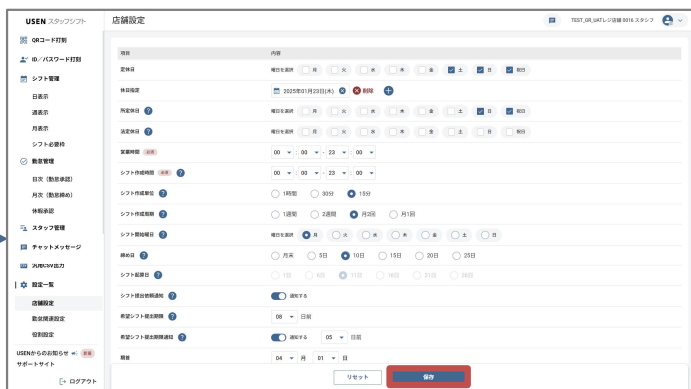 USEN スタッフシフト
店舗設定
TEST_GR_UATレジ店舗 0016 スタシフ
QRコード打刻
ID/パスワード打刻
シフト管理
日表示
週表示
月表示
シフト必要枠
勤怠管理
日次（勤怠承認）
月次（勤怠締め）
休暇承認
スタッフ管理
チャットメッセージ
汎用CSV出力
設定一覧
店舗設定
勤怠関連設定
役割設定
USENからのお知らせ 新着
サポートサイト
ログアウト
項目 内容
定休日 曜日を選択 月 火 水 木 金 土 日 祝日
休日指定 2025年01月23日(木) 削除
所定休日 ? 曜日を選択 月 火 水 木 金 土 日 祝日
法定休日 ? 曜日を選択 月 火 水 木 金 土 日 祝日
営業時間 必須 00 : 00 - 23 : 00
シフト作成時間 必須 ? 00 : 00 - 23 : 00
シフト作成単位 ? 1時間 30分 15分
シフト作成周期 ? 1週間 2週間 月2回 月1回
シフト開始曜日 ? 曜日を選択 月 火 水 木 金 土 日
締め日 ? 月末 5日 10日 15日 20日 25日
シフト起算日 ? 1日 6日 11日 16日 21日 26日
シフト提出依頼通知 ? 通知する
希望シフト提出期限 ? 08 日前
希望シフト提出期限通知 ? 通知する 05 日前
期首 04 月 01 日
リセット 保存